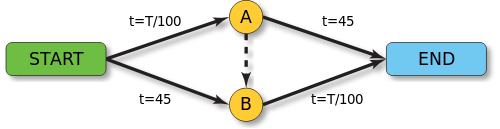 A
t=T/100
t=45
START
END
t=45
B
t=T/100